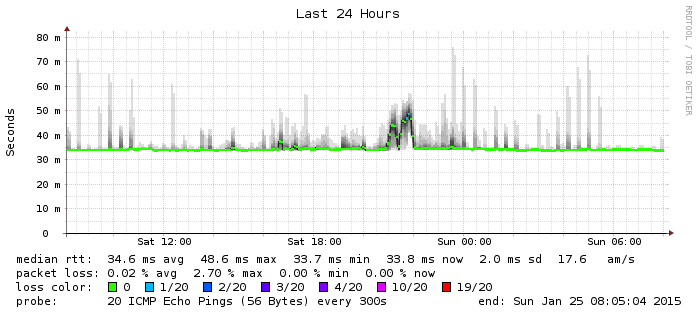 Last 24 Hours
RRDTOOL / TOBI OETIKER
Seconds
80 m
70 m
60 m
50 m
40 m
30 m
20 m
10 m
0
Sat 12:00 Sat 18:00 Sun 00:00 Sun 06:00
median rtt: 34.6 ms avg 48.6 ms max 33.7 ms min 33.8 ms now 2.0 ms sd 17.6 am/s
packet loss: 0.02 % avg 2.70 % max 0.00 % min 0.00 % now
loss color: 0 1/20 2/20 3/20 4/20 10/20 19/20
probe: 20 ICMP Echo Pings (56 Bytes) every 300s end: Sun Jan 25 08:05:04 2015